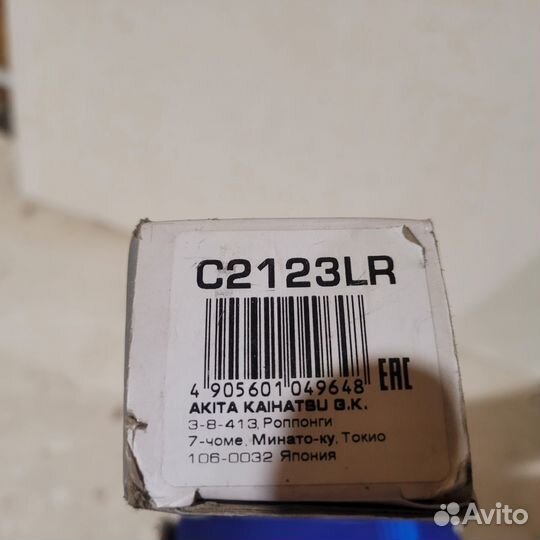 C2123LR
4 905601 049648
EAC
AKITA KAIHATSU G.K.
3-8-413, Роппонги
7-чоме, Минато-ку, Токио
106-0032 Япония
Avito